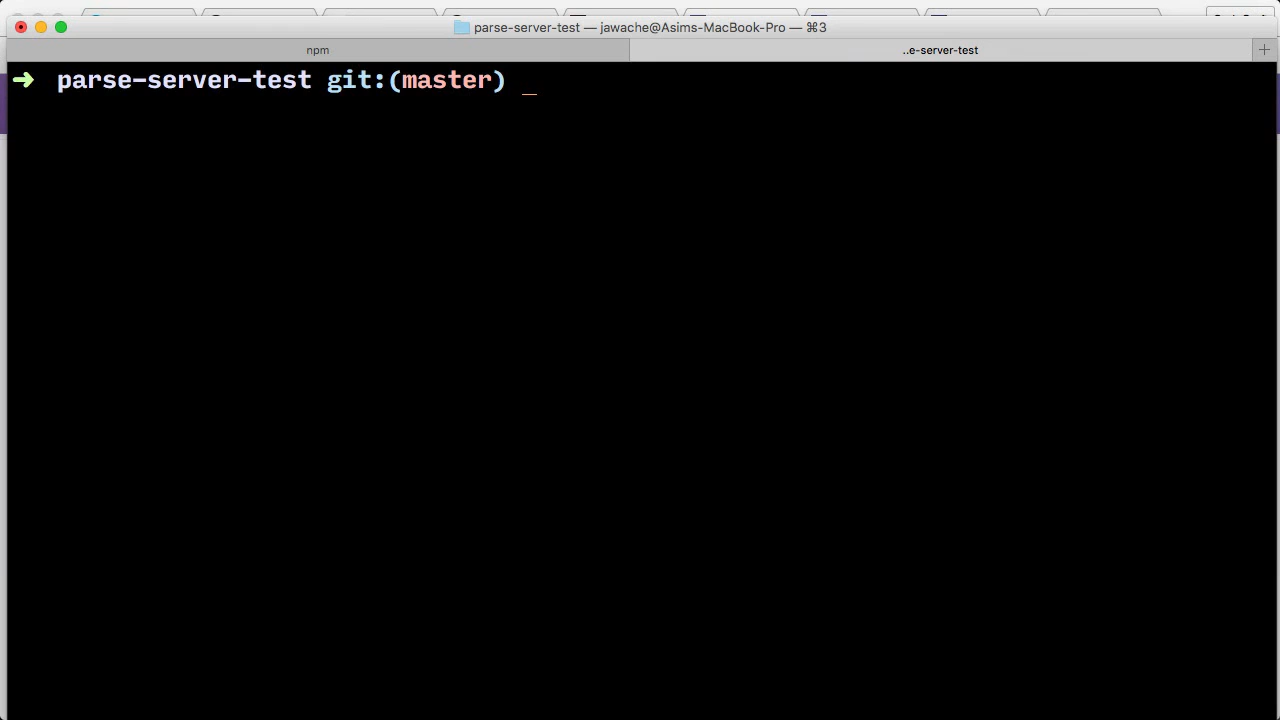 parse-server-test — jawache@Asims-MacBook-Pro — ⌘3
npm
..e-server-test
➜ parse-server-test git:(master) _